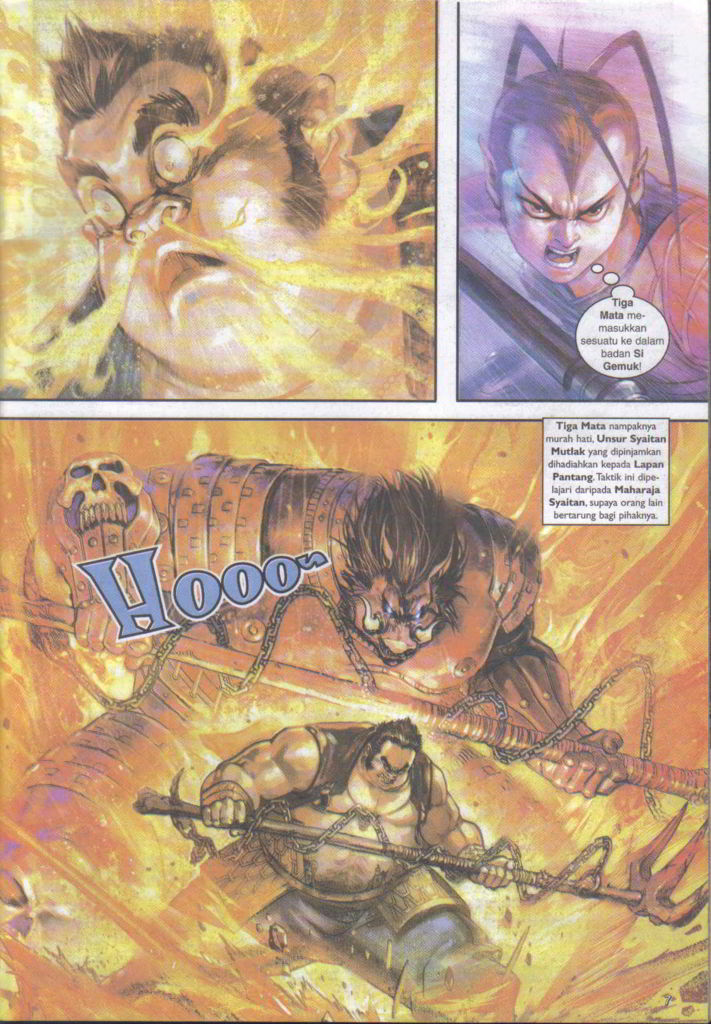 Tiga
Mata me-
masukkan
sesuatu ke dalam
badan Si
Gemuk!
Tiga Mata nampaknya
murah hati, Unsur Syaitan
Mutlak yang dipinjamkan
dihadiahkan kepada Lapan
Pantang. Taktik ini dipe-
lajari daripada Maharaja
Syaitan, supaya orang lain
bertarung bagi pihaknya.
Hooo~
7